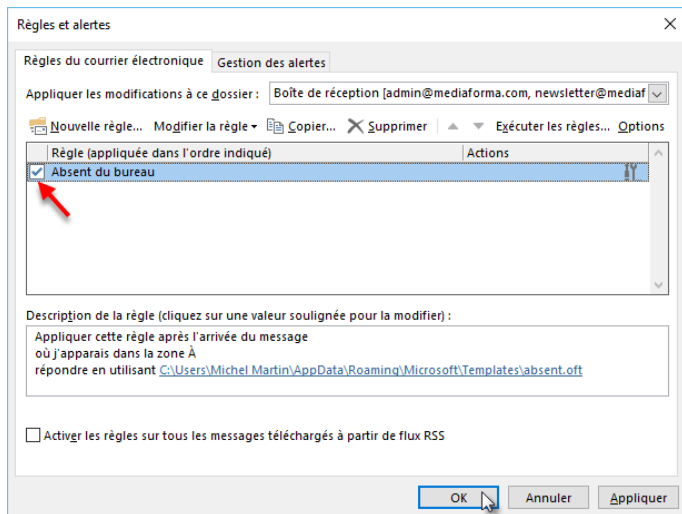 Règles et alertes
Règles du courrier électronique Gestion des alertes
Appliquer les modifications à ce dossier : Boîte de réception [admin@mediaforma.com, newsletter@mediaf
Nouvelle règle... Modifier la règle Copier... Supprimer Exécuter les règles... Options
Règle (appliquée dans l'ordre indiqué) Actions
Absent du bureau
Description de la règle (cliquez sur une valeur soulignée pour la modifier) :
Appliquer cette règle après l'arrivée du message
où j'apparais dans la zone À
répondre en utilisant C:\Users\Michel Martin\AppData\Roaming\Microsoft\Templates\absent.oft
Activer les règles sur tous les messages téléchargés à partir de flux RSS
OK Annuler Appliquer